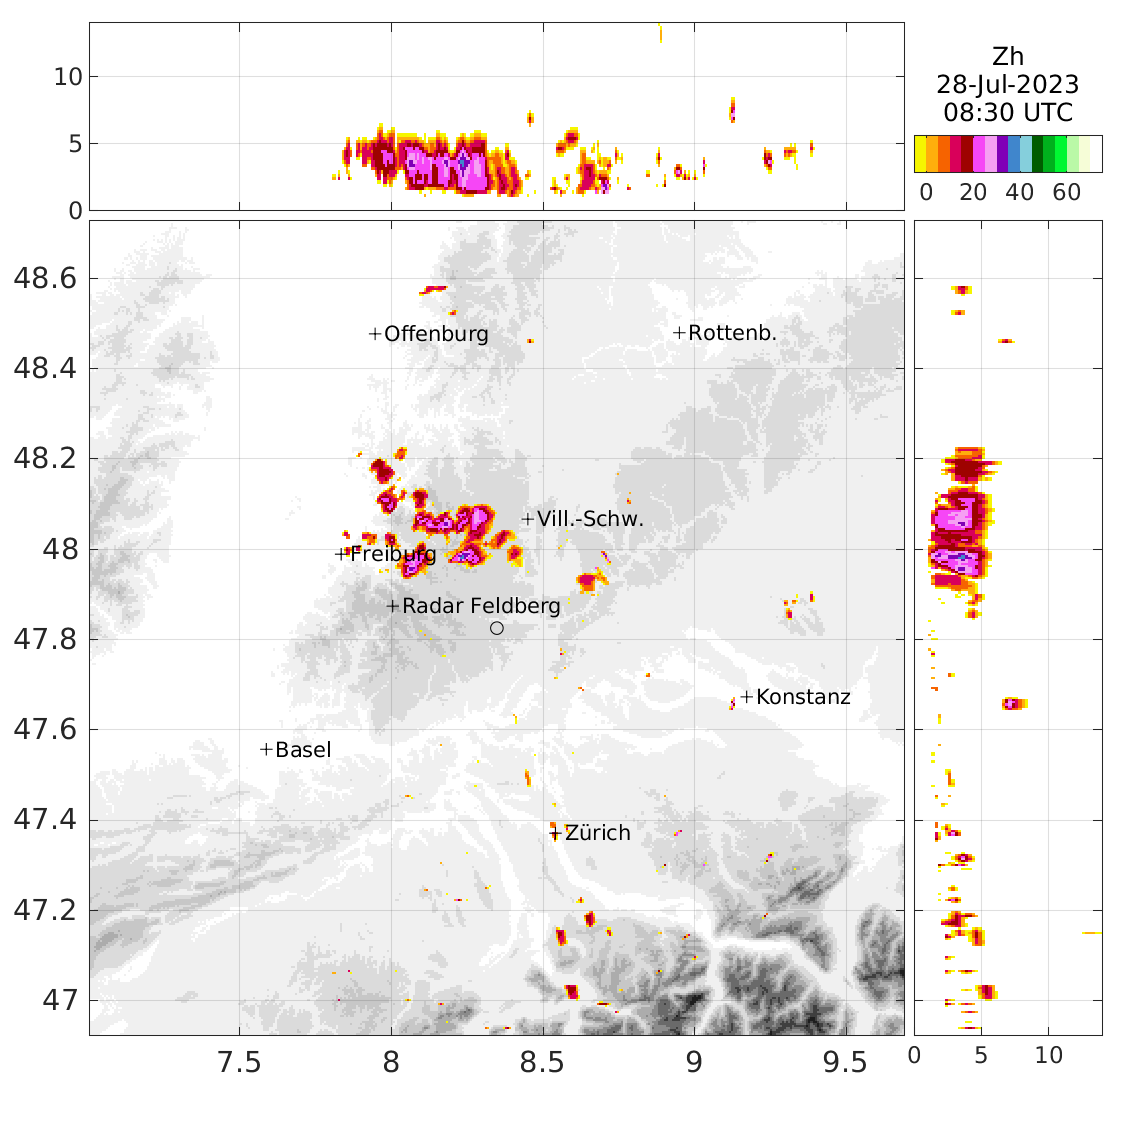 10
5
0
Zh
28-Jul-2023
08:30 UTC
0 20 40 60
48.6
48.4
48.2
48
47.8
47.6
47.4
47.2
47
Offenburg
Rottenb.
Vill.-Schw.
Freiburg
Radar Feldberg
Konstanz
Basel
Zürich
7.5 8 8.5 9 9.5
0 5 10